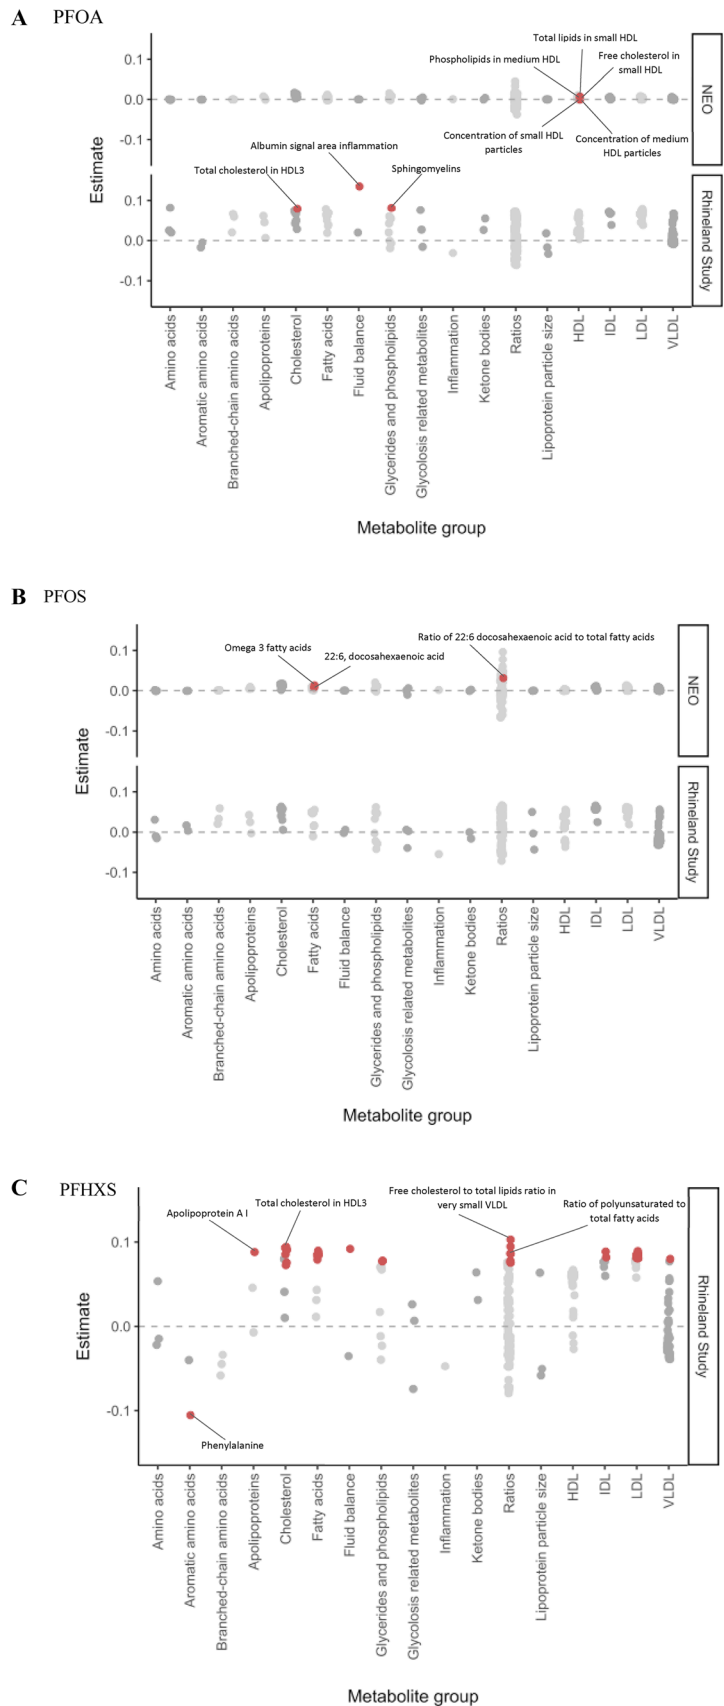 A PFOA
Total lipids in small HDL
Phospholipids in medium HDL
Free cholesterol in
small HDL
0.1
0.0
-0.1
Concentration of small HDL
particles
Concentration of medium
HDL particles
NEO
Albumin signal area inflammation
Total cholesterol in HDL3
Sphingomyelins
Estimate
0.1
0.0
-0.1
Rhineland Study
Amino acids
Aromatic amino acids
Branched-chain amino acids
Apolipoproteins
Cholesterol
Fatty acids
Fluid balance
Glycerides and phospholipids
Glycolosis related metabolites
Inflammation
Ketone bodies
Ratios
Lipoprotein particle size
HDL
IDL
LDL
VLDL
Metabolite group
B PFOS
Omega 3 fatty acids
22:6, docosahexaenoic acid
Ratio of 22:6 docosahexaenoic acid to total fatty acids
0.1
0.0
-0.1
NEO
Estimate
0.1
0.0
-0.1
Rhineland Study
Amino acids
Aromatic amino acids
Branched-chain amino acids
Apolipoproteins
Cholesterol
Fatty acids
Fluid balance
Glycerides and phospholipids
Glycolosis related metabolites
Inflammation
Ketone bodies
Ratios
Lipoprotein particle size
HDL
IDL
LDL
VLDL
Metabolite group
C PFHXS
Apolipoprotein A I
Total cholesterol in HDL3
Free cholesterol to total lipids ratio in
very small VLDL
Ratio of polyunsaturated to
total fatty acids
0.1
0.0
-0.1
Estimate
Phenylalanine
Rhineland Study
Amino acids
Aromatic amino acids
Branched-chain amino acids
Apolipoproteins
Cholesterol
Fatty acids
Fluid balance
Glycerides and phospholipids
Glycolosis related metabolites
Inflammation
Ketone bodies
Ratios
Lipoprotein particle size
HDL
IDL
LDL
VLDL
Metabolite group